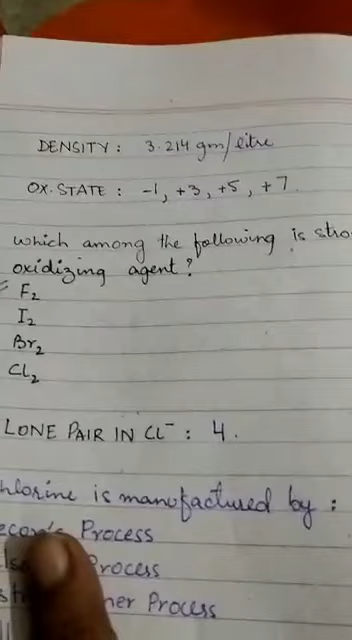 DENSITY : 3.214 gm/litre
OX. STATE : -1, +3, +5, +7
which among the following is
oxidizing agent?
F₂
I₂
Br₂
Cl₂
LONE PAIR IN Cl⁻ : 4.
is manufactured by :
Process
Process
Process